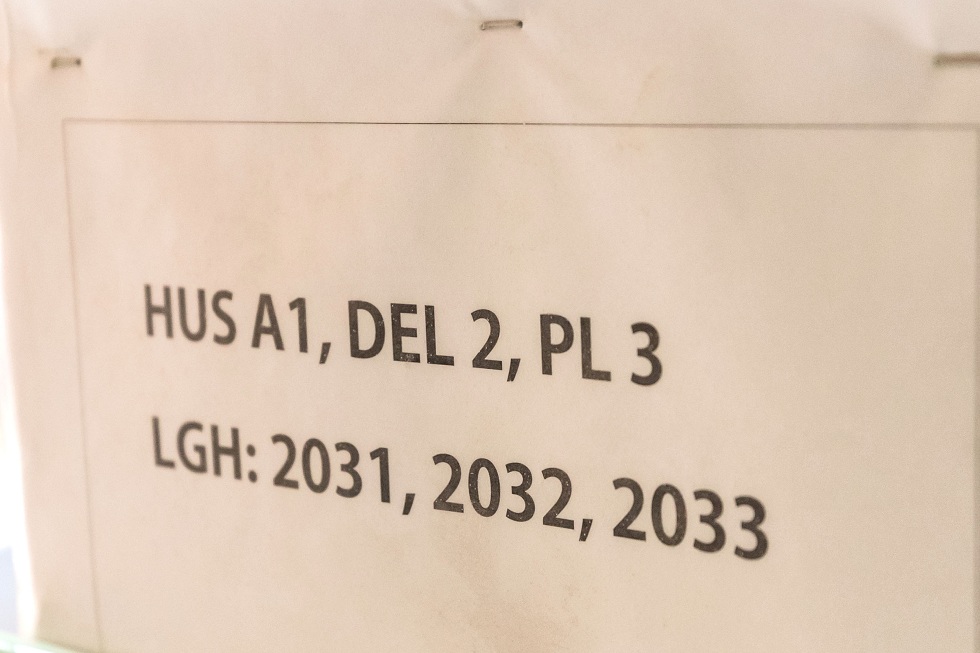 HUS A1, DEL 2, PL 3
LGH: 2031, 2032, 2033